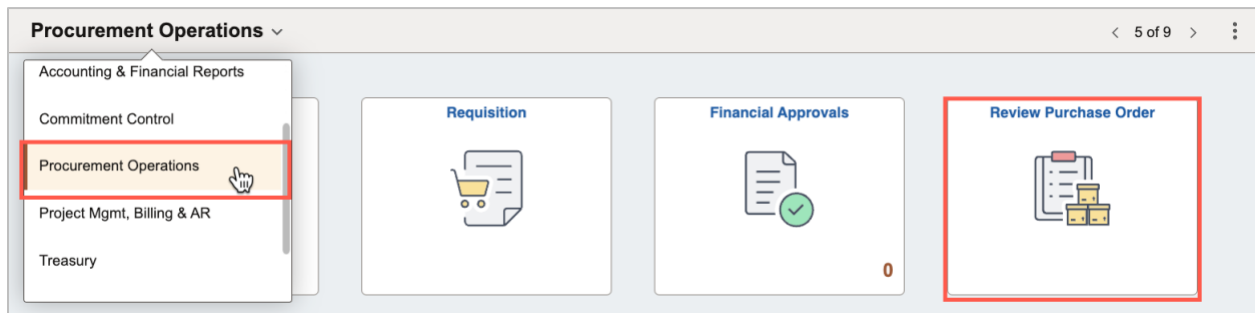 Procurement Operations
5 of 9
Accounting & Financial Reports
Commitment Control
Procurement Operations
Project Mgmt, Billing & AR
Treasury
Requisition
Financial Approvals
0
Review Purchase Order